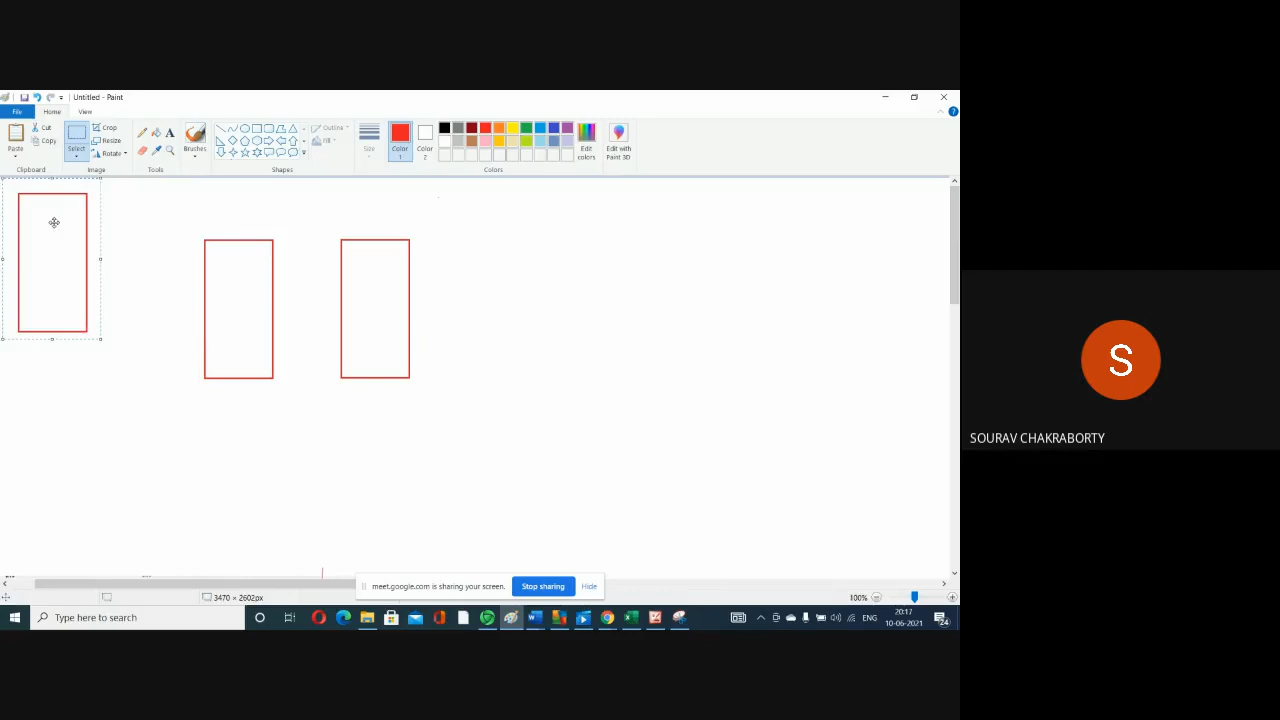 Untitled - Paint
File Home View
Paste
Cut
Copy
Clipboard
Select
Crop
Resize
Rotate
Image
A
Tools
Brushes
Outline
Fill
Shapes
Size
Color 1
Color 2
Edit colors
Colors
Edit with Paint 3D
S
SOURAV CHAKRABORTY
meet.google.com is sharing your screen.
Stop sharing
Hide
3470 × 2602px
100%
Type here to search
ENG
20:17
10-06-2021
24